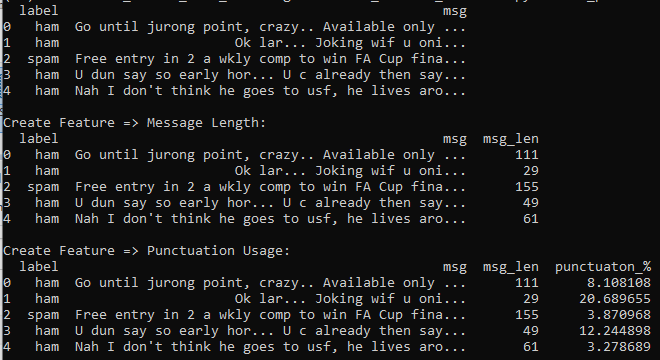 label msg
0 ham Go until jurong point, crazy.. Available only ...
1 ham Ok lar... Joking wif u oni...
2 spam Free entry in 2 a wkly comp to win FA Cup fina...
3 ham U dun say so early hor... U c already then say...
4 ham Nah I don't think he goes to usf, he lives aro...
Create Feature => Message Length:
label msg msg_len
0 ham Go until jurong point, crazy.. Available only ... 111
1 ham Ok lar... Joking wif u oni... 29
2 spam Free entry in 2 a wkly comp to win FA Cup fina... 155
3 ham U dun say so early hor... U c already then say... 49
4 ham Nah I don't think he goes to usf, he lives aro... 61
Create Feature => Punctuation Usage:
label msg msg_len punctuaton_%
0 ham Go until jurong point, crazy.. Available only ... 111 8.108108
1 ham Ok lar... Joking wif u oni... 29 20.689655
2 spam Free entry in 2 a wkly comp to win FA Cup fina... 155 3.870968
3 ham U dun say so early hor... U c already then say... 49 12.244898
4 ham Nah I don't think he goes to usf, he lives aro... 61 3.278689